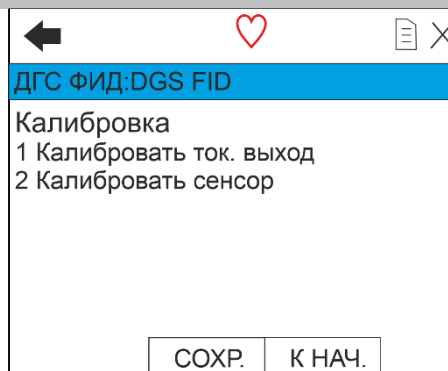 ДГС ФИД:DGS FID
Калибровка
1 Калибровать ток. выход
2 Калибровать сенсор
СОХР. К НАЧ.